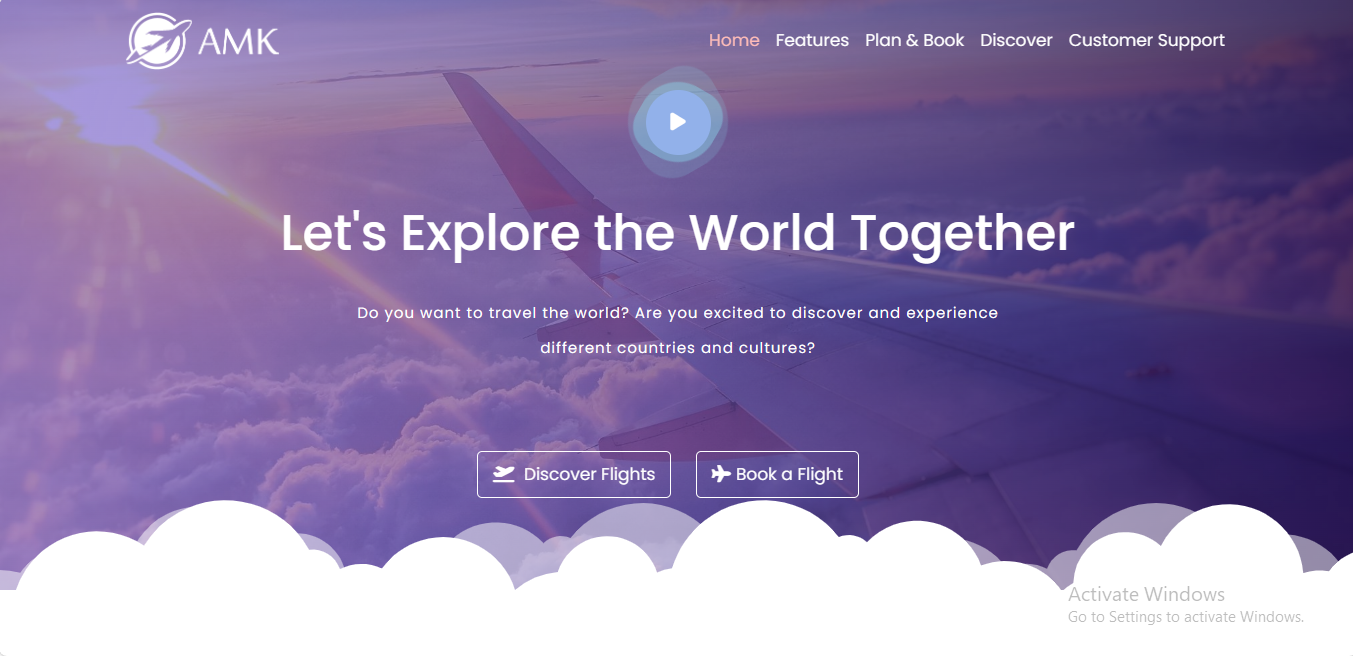 AMK
Home Features Plan & Book Discover Customer Support
Let's Explore the World Together
Do you want to travel the world? Are you excited to discover and experience
different countries and cultures?
Discover Flights Book a Flight
Activate Windows
Go to Settings to activate Windows.